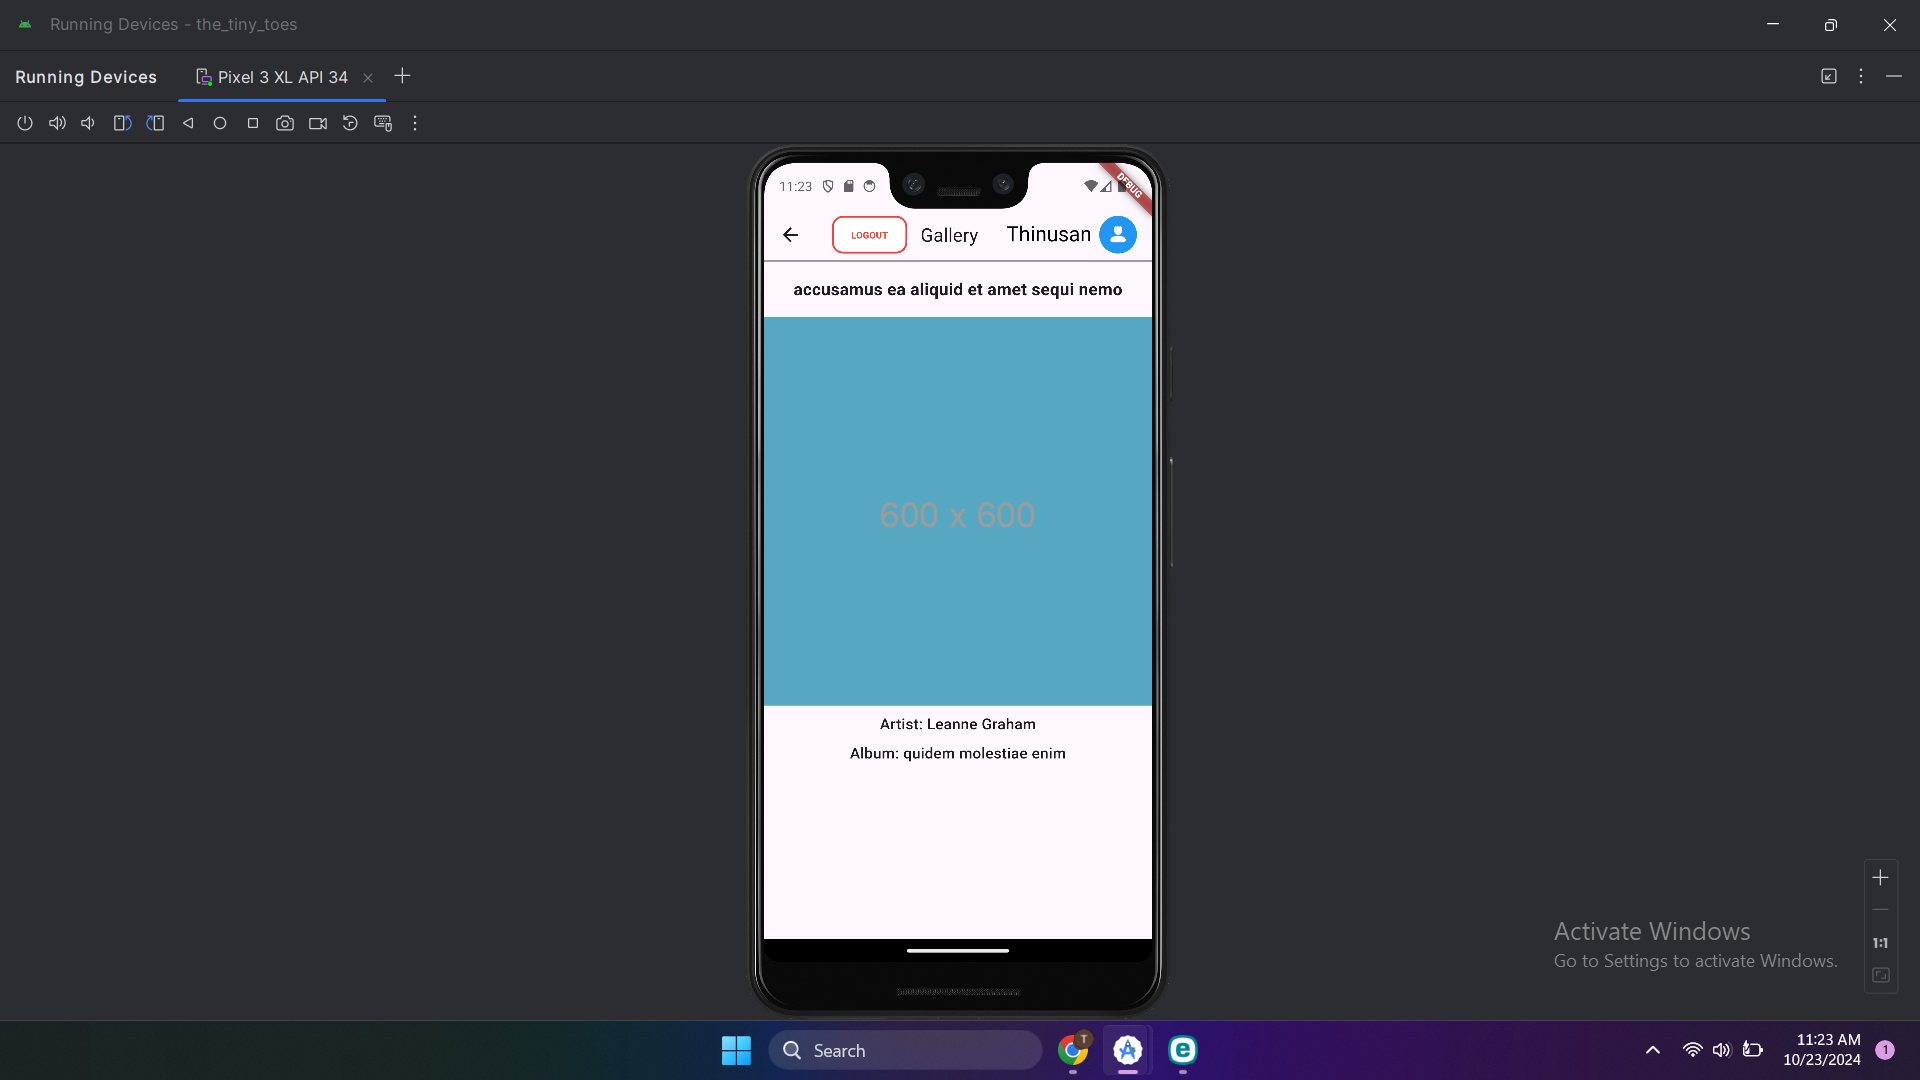 Running Devices - the_tiny_toes
Running Devices
Pixel 3 XL API 34
11:23
DEBUG
LOGOUT
Gallery
Thinusan
accusamus ea aliquid et amet sequi nemo
600 x 600
Artist: Leanne Graham
Album: quidem molestiae enim
1:1
Activate Windows
Go to Settings to activate Windows.
Search
T
e
11:23 AM
10/23/2024
1